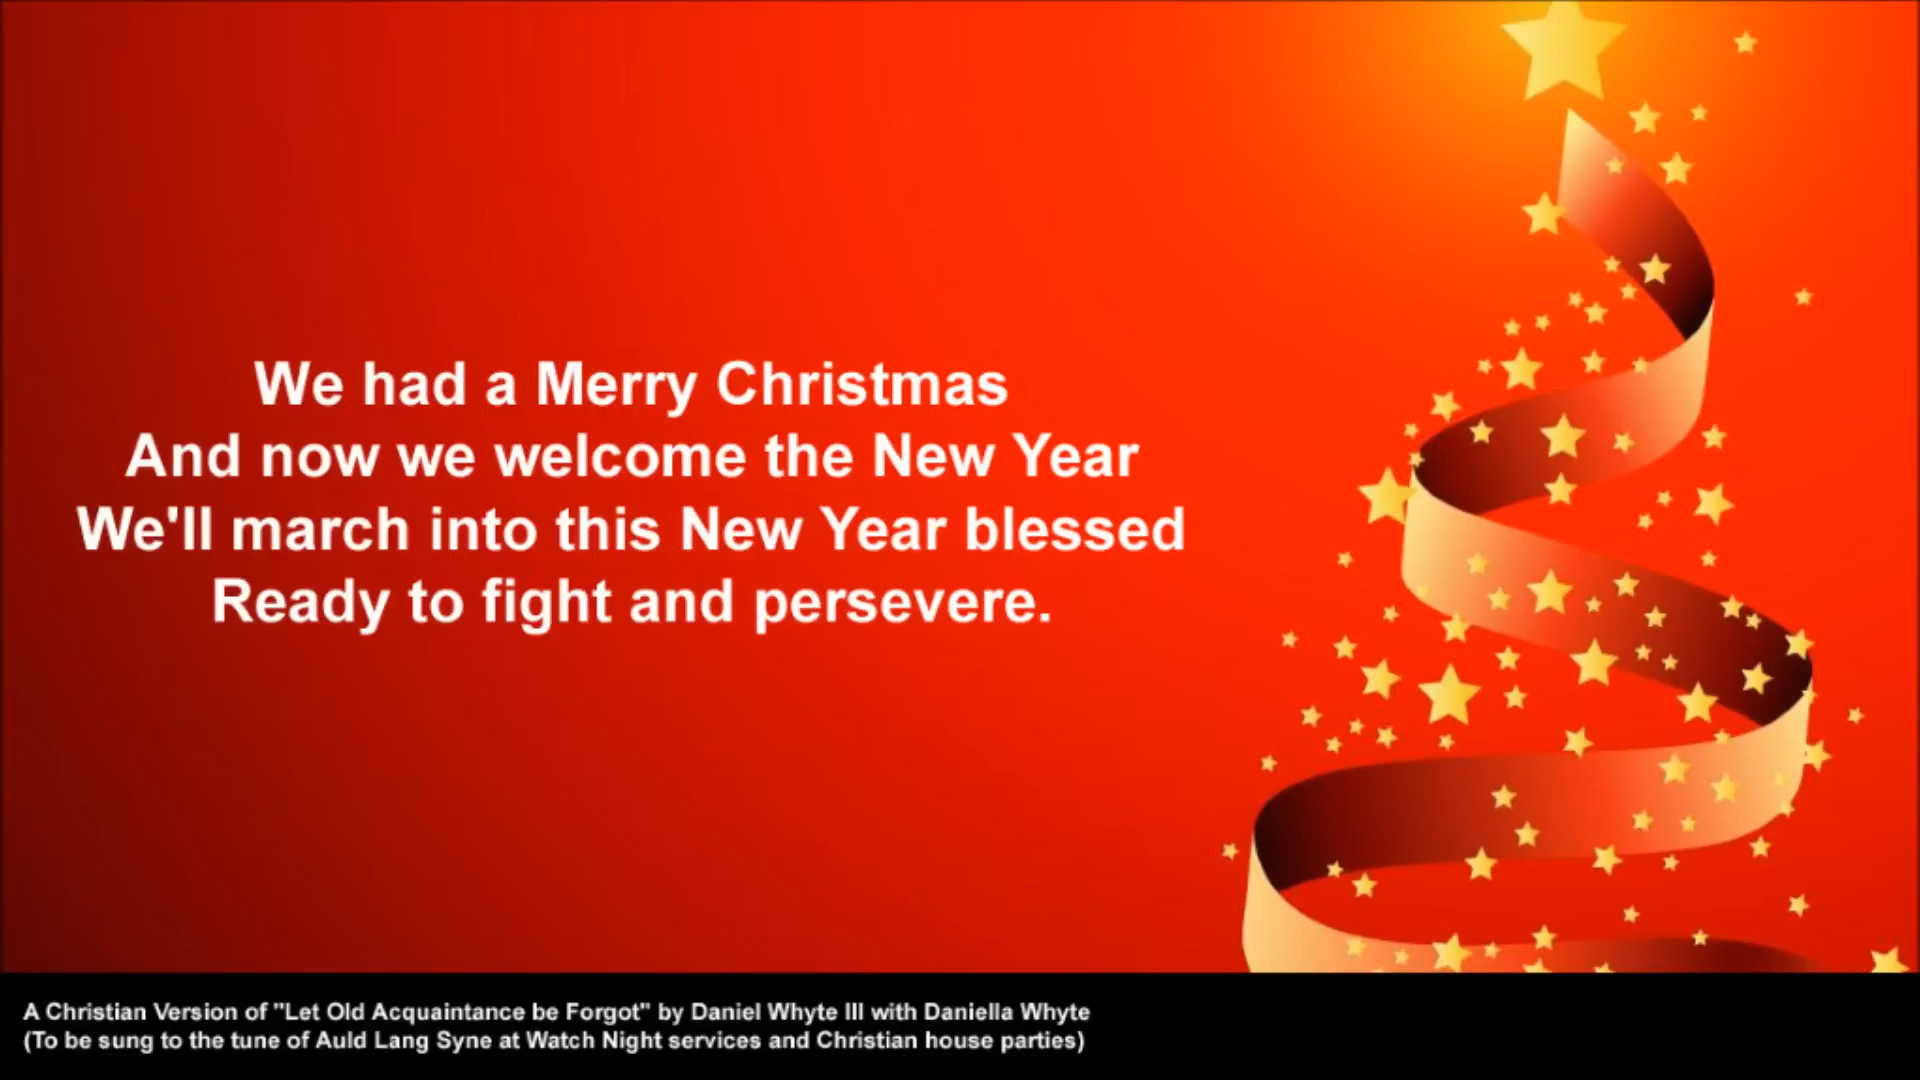 We had a Merry Christmas
And now we welcome the New Year
We'll march into this New Year blessed
Ready to fight and persevere.
A Christian Version of "Let Old Acquaintance be Forgot" by Daniel Whyte III with Daniella Whyte
(To be sung to the tune of Auld Lang Syne at Watch Night services and Christian house parties)